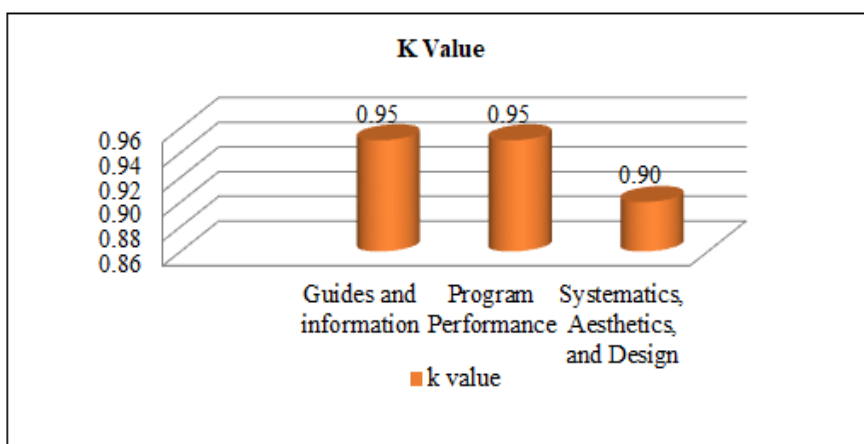 K Value
0.95
0.95
0.90
0.96
0.94
0.92
0.90
0.88
0.86
Guides and information
Program Performance
Systematics, Aesthetics, and Design
k value